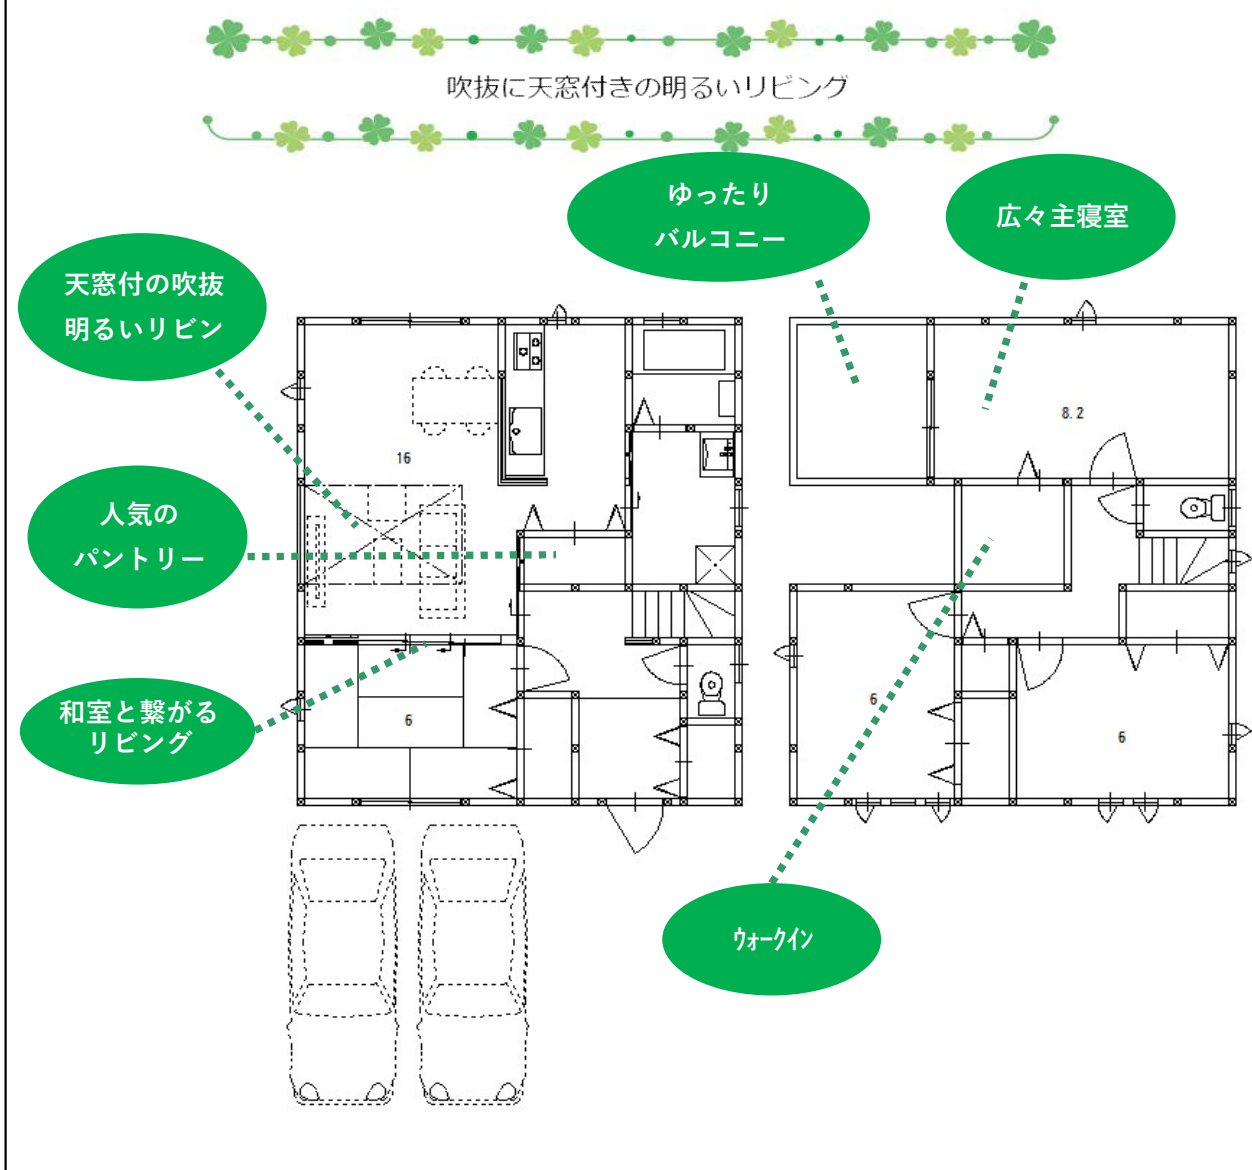 吹抜に天窓付きの明るいリビング
ゆったり
バルコニー
広々主寝室
天窓付の吹抜
明るいリビン
8.2
16
人気の
パントリー
和室と繋がる
リビング
6
6
6
ｳｫｰｸｲﾝ